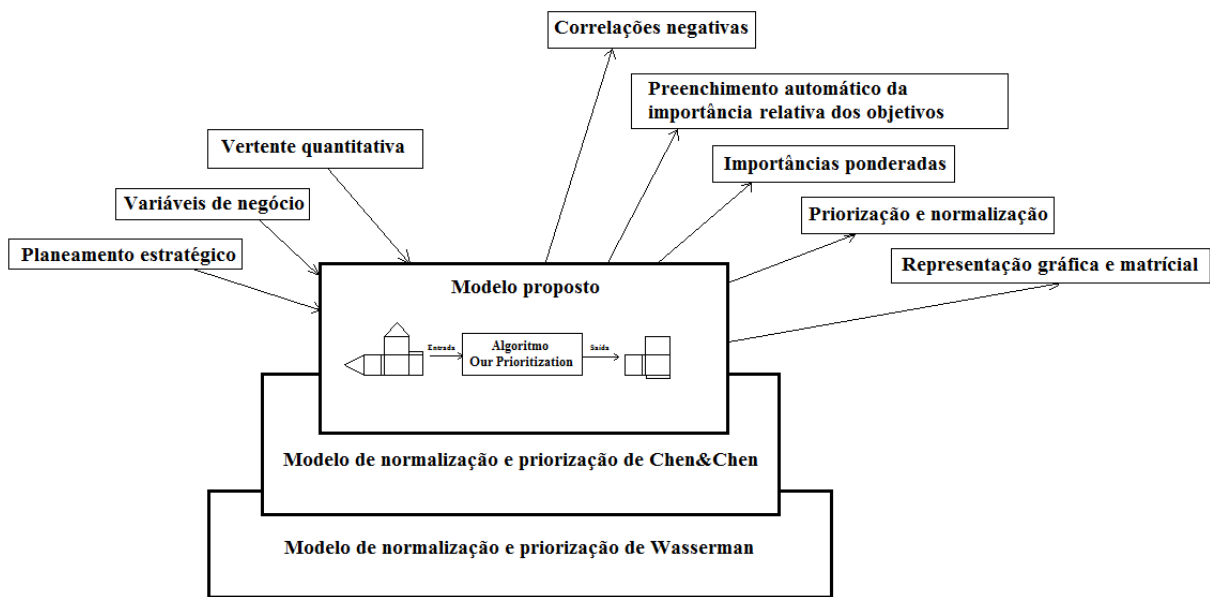 Correlações negativas
Preenchimento automático da
importância relativa dos objetivos
Vertente quantitativa
Importâncias ponderadas
Variáveis de negócio
Priorização e normalização
Planeamento estratégico
Representação gráfica e matrícial
Modelo proposto
Entrada
Algoritmo
Our Prioritization
Saída
Modelo de normalização e priorização de Chen&Chen
Modelo de normalização e priorização de Wasserman